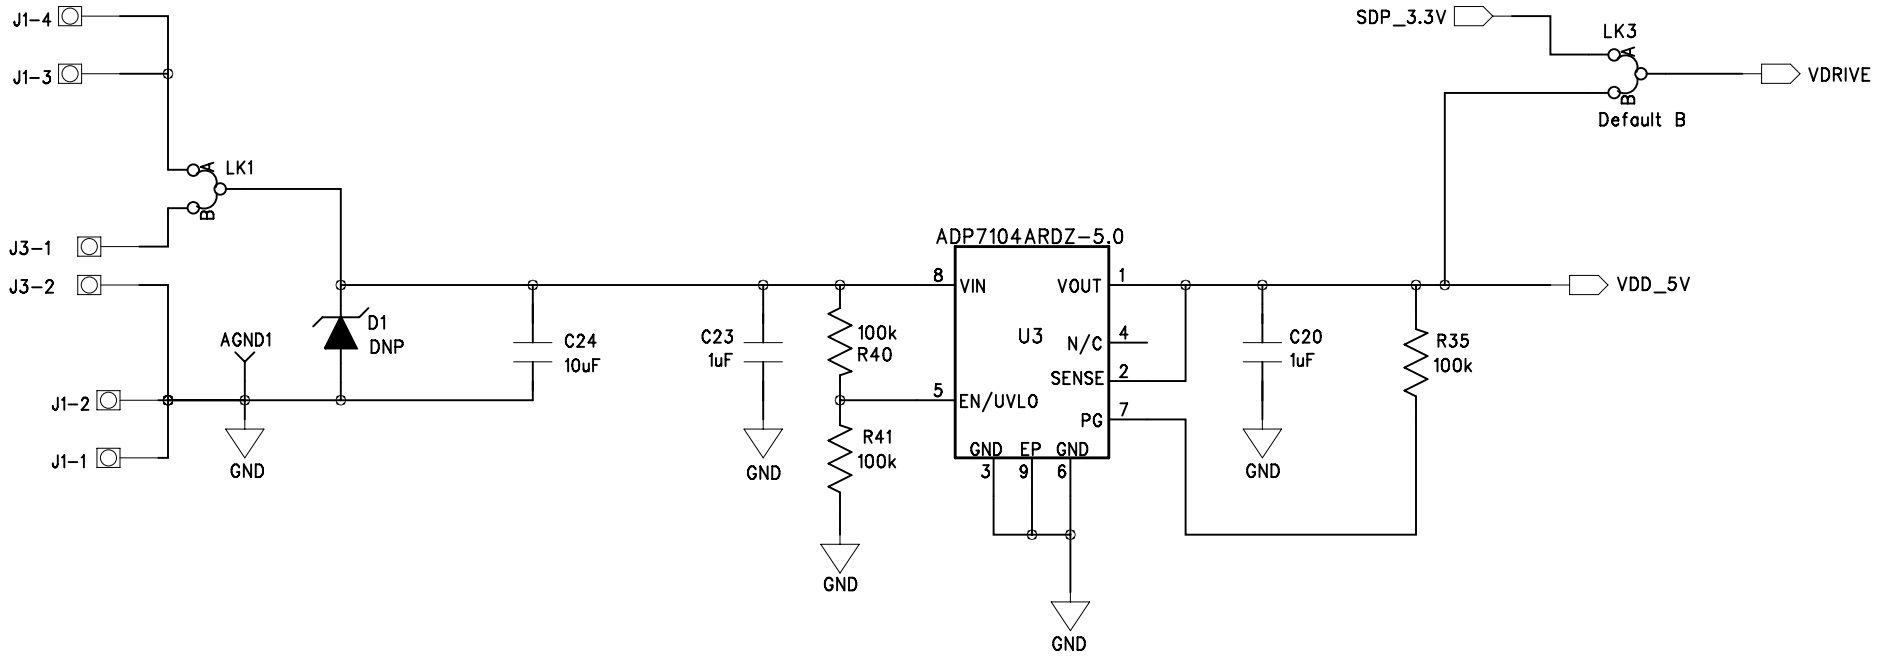 J1-4
SDP_3.3V
LK3
A
J1-3
VDRIVE
B
Default B
A
LK1
B
J3-1
ADP7104ARDZ-5.0
J3-2
8
VIN
VOUT
1
VDD_5V
D1
DNP
AGND1
C24
10uF
C23
1uF
100k
R40
U3
N/C
4
C20
1uF
R35
100k
SENSE
2
J1-2
5
EN/UVLO
PG
7
R41
100k
J1-1
GND
GND
GND
EP
GND
3
9
6
GND
GND
GND